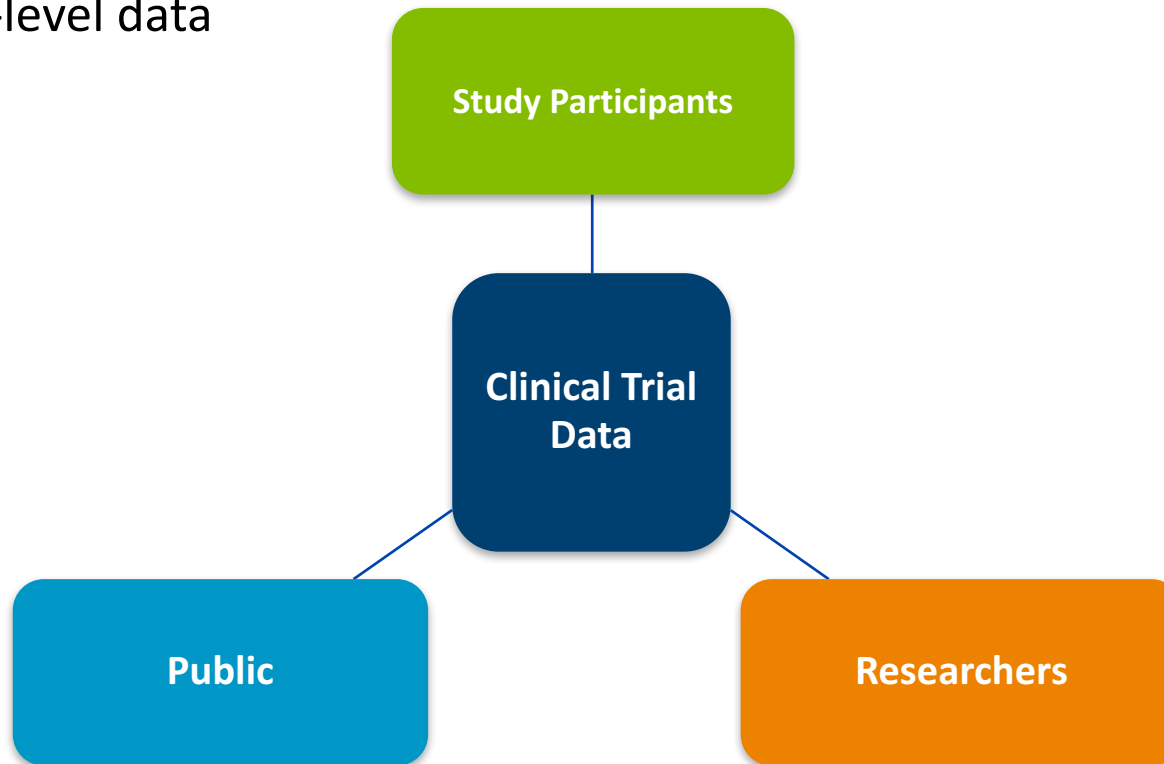 -level data
Study Participants
Clinical Trial
Data
Public
Researchers